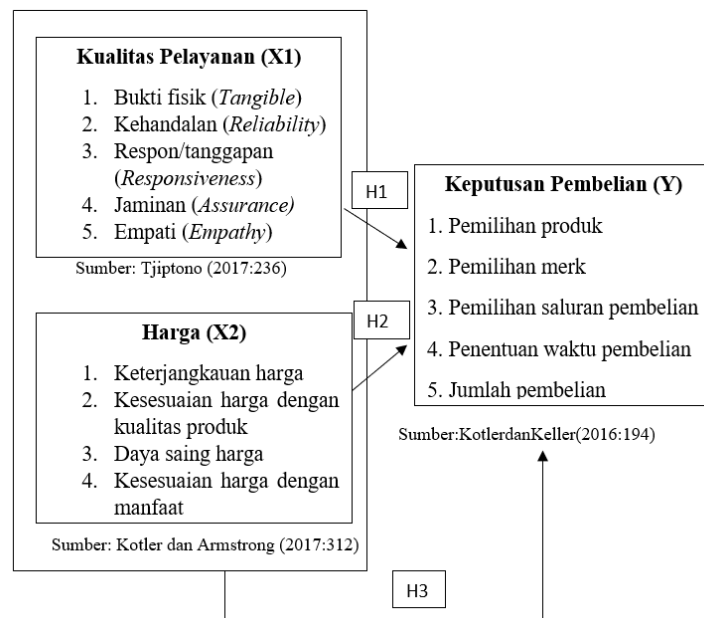 Kualitas Pelayanan (X1)
1. Bukti fisik (Tangible)
2. Kehandalan (Reliability)
3. Respon/tanggapan
(Responsiveness)
4. Jaminan (Assurance)
5. Empati (Empathy)
Sumber: Tjiptono (2017:236)
H1
Harga (X2)
1. Keterjangkauan harga
2. Kesesuaian harga dengan
kualitas produk
3. Daya saing harga
4. Kesesuaian harga dengan
manfaat
Sumber: Kotler dan Armstrong (2017:312)
H2
Keputusan Pembelian (Y)
1. Pemilihan produk
2. Pemilihan merk
3. Pemilihan saluran pembelian
4. Penentuan waktu pembelian
5. Jumlah pembelian
Sumber:KotlerdanKeller(2016:194)
H3